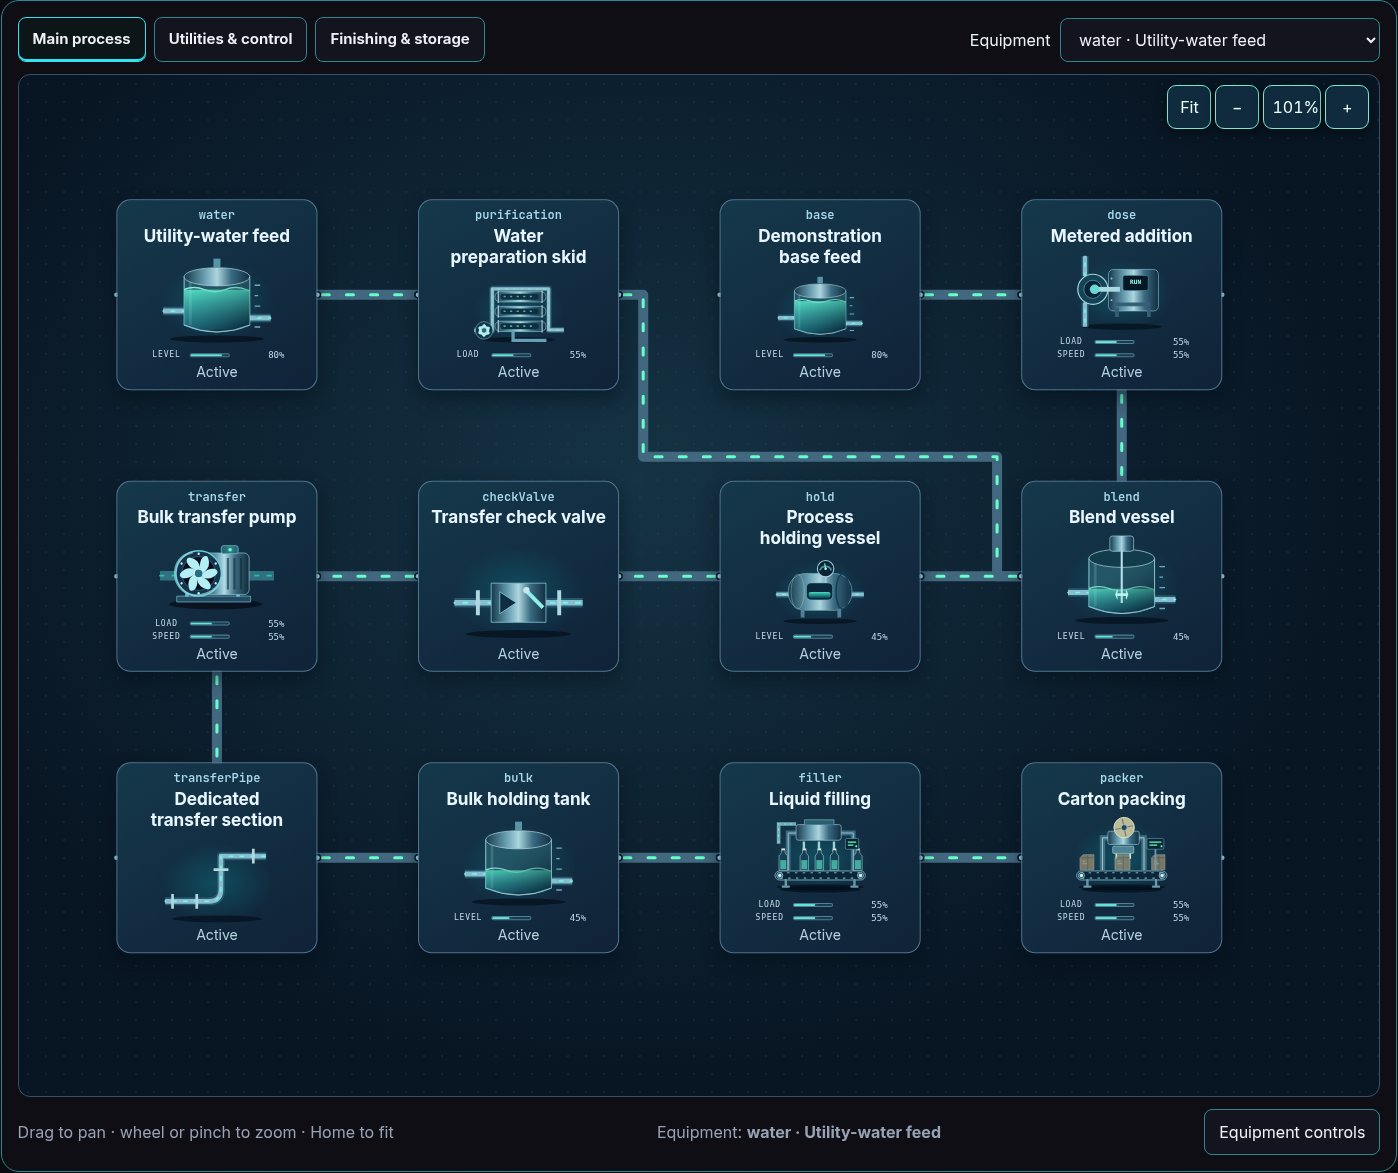 Main process
Utilities & control
Finishing & storage
Equipment
water · Utility-water feed
Fit
−
101%
+
water
Utility-water feed
LEVEL 80%
Active
purification
Water
preparation skid
LOAD 55%
Active
base
Demonstration
base feed
LEVEL 80%
Active
dose
Metered addition
RUN
LOAD 55%
SPEED 55%
Active
transfer
Bulk transfer pump
LOAD 55%
SPEED 55%
Active
checkValve
Transfer check valve
Active
hold
Process
holding vessel
LEVEL 45%
Active
blend
Blend vessel
LEVEL 45%
Active
transferPipe
Dedicated
transfer section
Active
bulk
Bulk holding tank
LEVEL 45%
Active
filler
Liquid filling
LOAD 55%
SPEED 55%
Active
packer
Carton packing
LOAD 55%
SPEED 55%
Active
Drag to pan · wheel or pinch to zoom · Home to fit
Equipment: water · Utility-water feed
Equipment controls